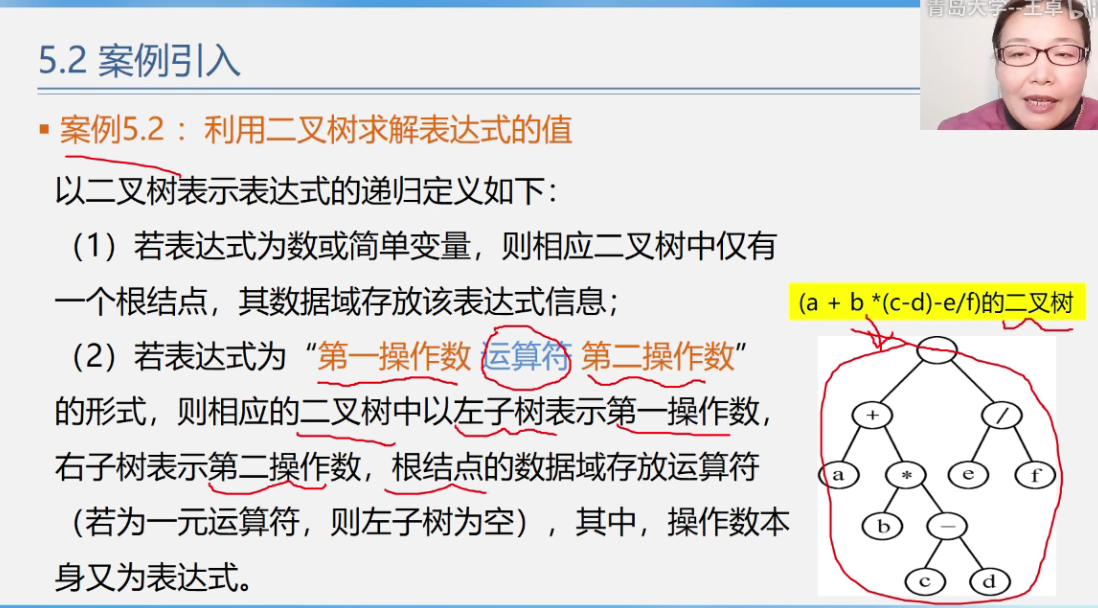 青岛大学--王卓
5.2 案例引入
案例5.2 ：利用二叉树求解表达式的值
以二叉树表示表达式的递归定义如下：
（1）若表达式为数或简单变量，则相应二叉树中仅有
一个根结点，其数据域存放该表达式信息；
（2）若表达式为“第一操作数 运算符 第二操作数”
的形式，则相应的二叉树中以左子树表示第一操作数，
右子树表示第二操作数，根结点的数据域存放运算符
（若为一元运算符，则左子树为空），其中，操作数本
身又为表达式。
(a + b *(c-d)-e/f)的二叉树
+ /
a * e f
b −
c d